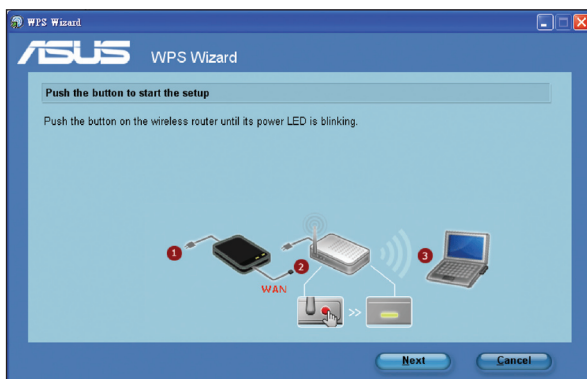 WPS Wizard
ASUS WPS Wizard
Push the button to start the setup
Push the button on the wireless router until its power LED is blinking.
1
2
3
WAN
>>
Next Cancel